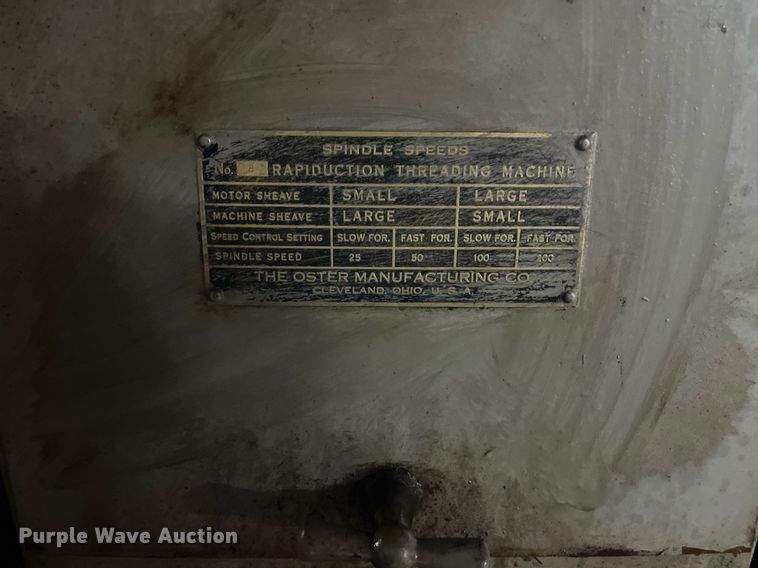 SPINDLE SPEEDS
No. RAPIDUCTION THREADING MACHINE
MOTOR SHEAVE SMALL LARGE
MACHINE SHEAVE LARGE SMALL
SPEED CONTROL SETTING SLOW FOR. FAST FOR. SLOW FOR. FAST FOR.
SPINDLE SPEED 25 50 100 200
THE OSTER MANUFACTURING CO
CLEVELAND, OHIO, U. S. A.
Purple Wave Auction